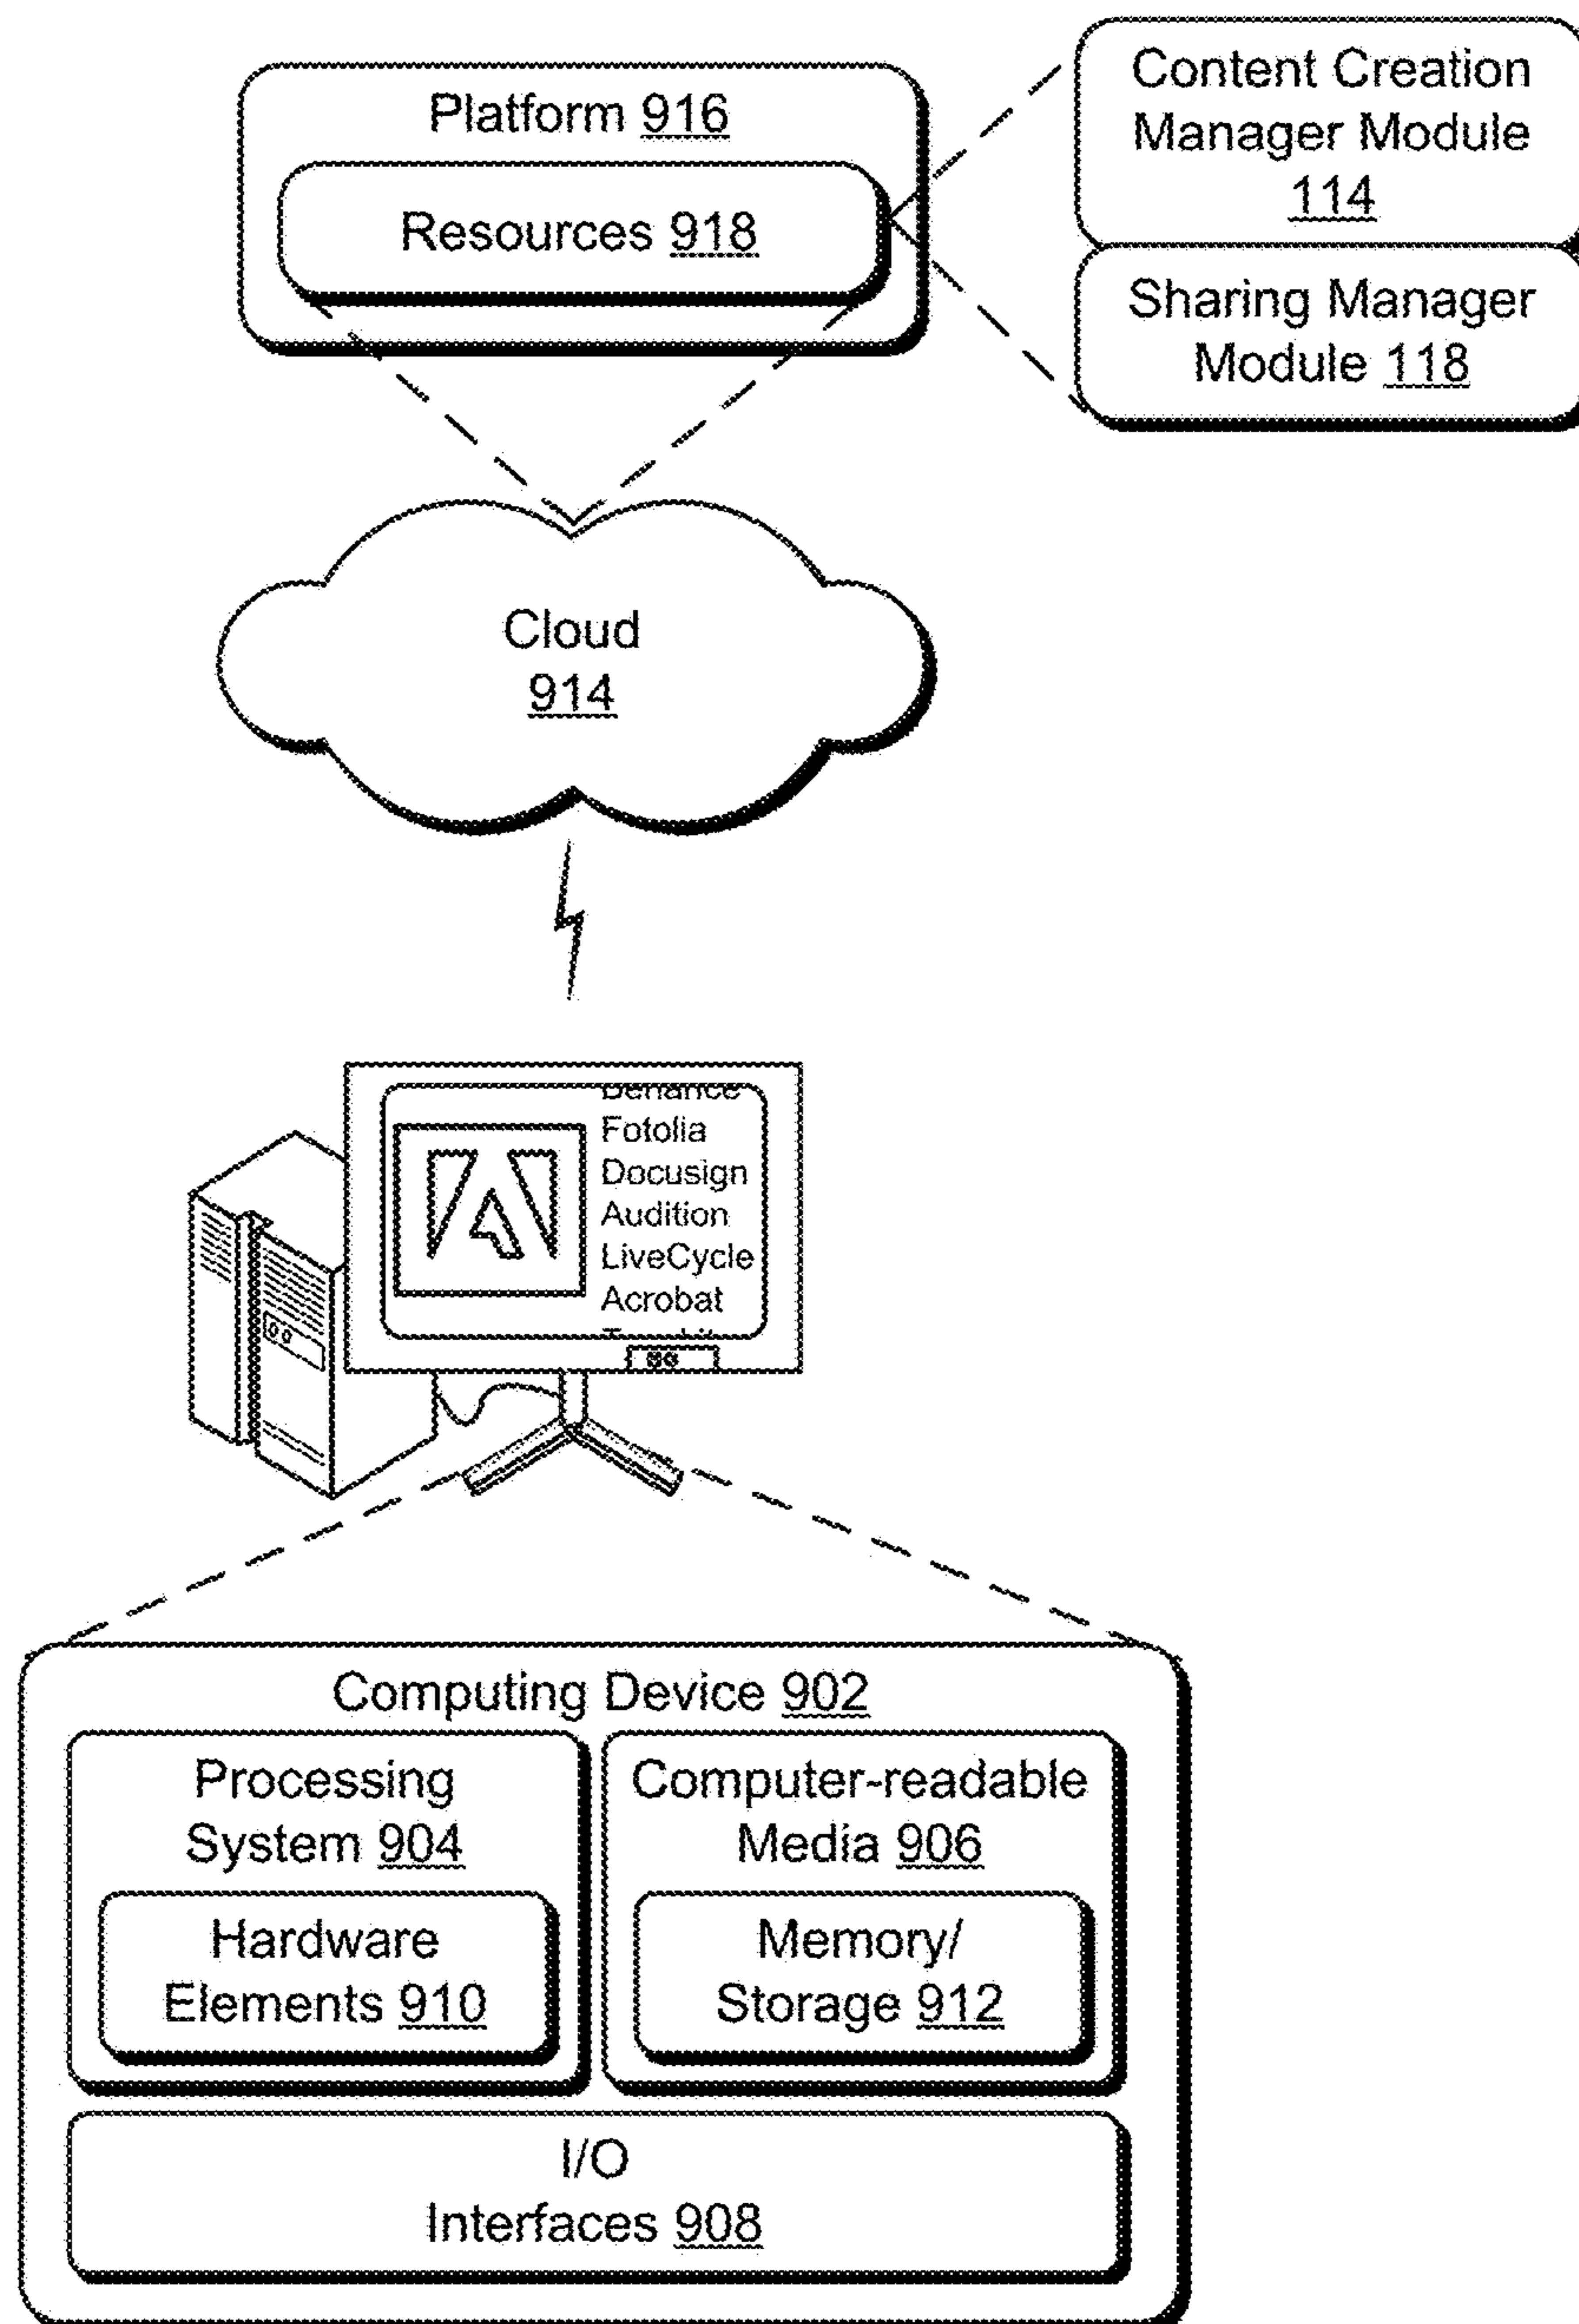 Platform 916
Resources 918
Content Creation
Manager Module
114
Sharing Manager
Module 118
Cloud
914
Fotolia
Docusign
Audition
LiveCycle
Acrobat
Computing Device 902
Processing
System 904
Hardware
Elements 910
Computer-readable
Media 906
Memory/
Storage 912
I/O
Interfaces 908